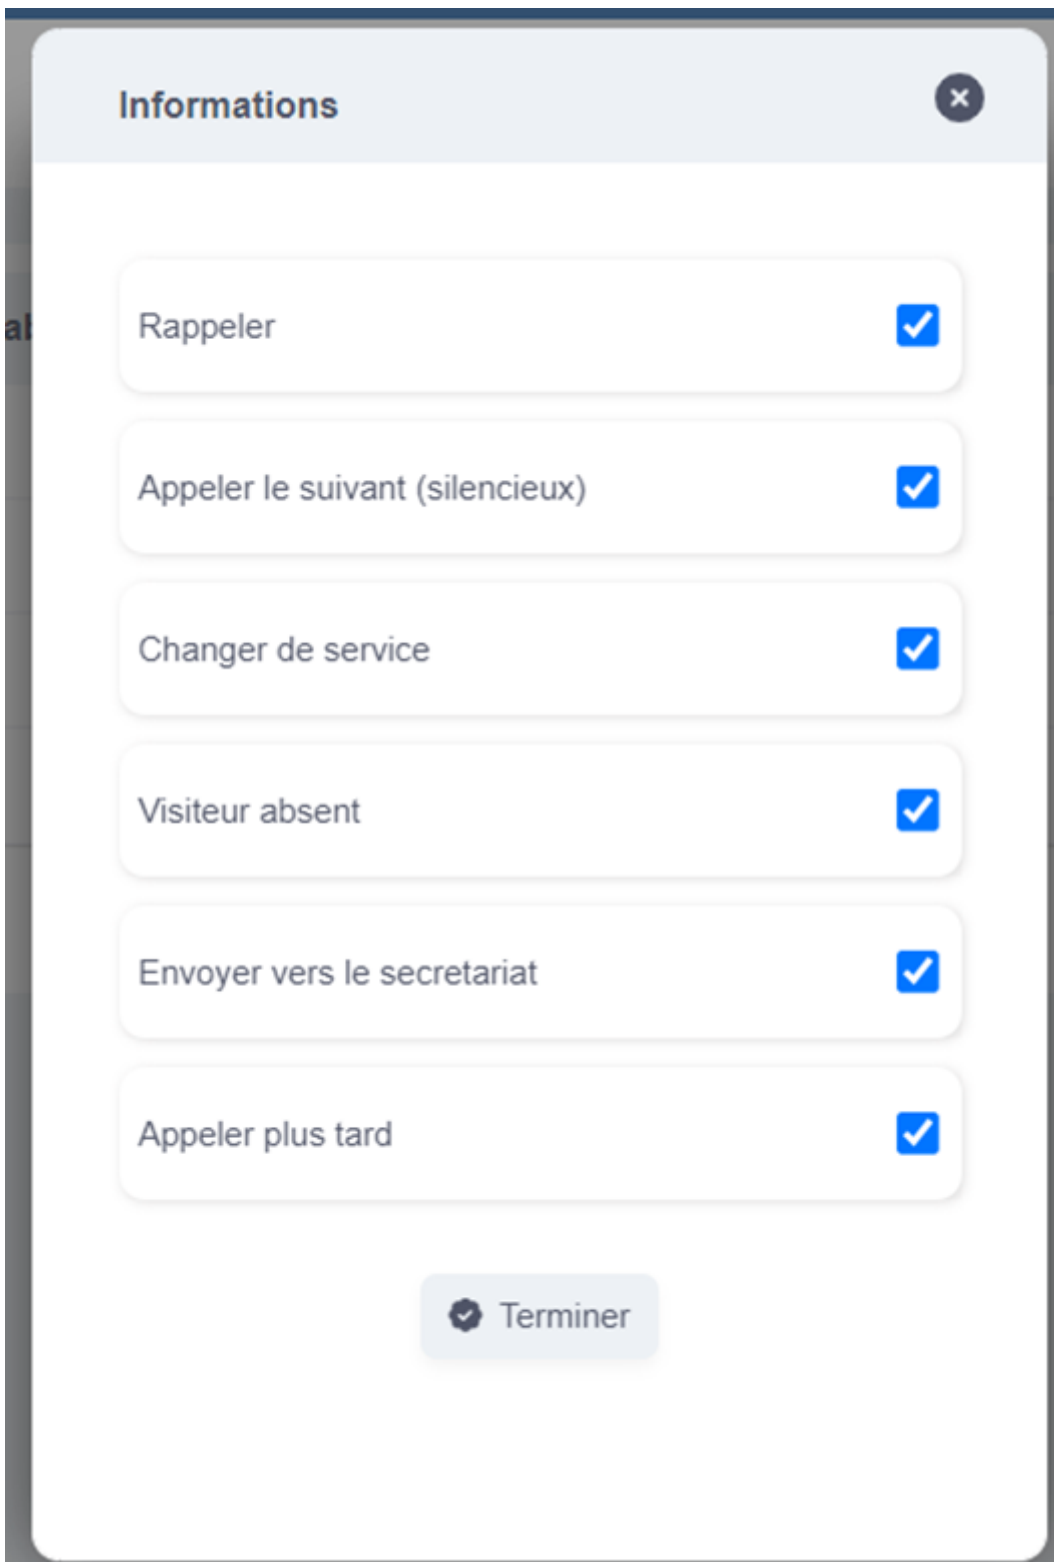 Informations
Rappeler
Appeler le suivant (silencieux)
Changer de service
Visiteur absent
Envoyer vers le secretariat
Appeler plus tard
Terminer